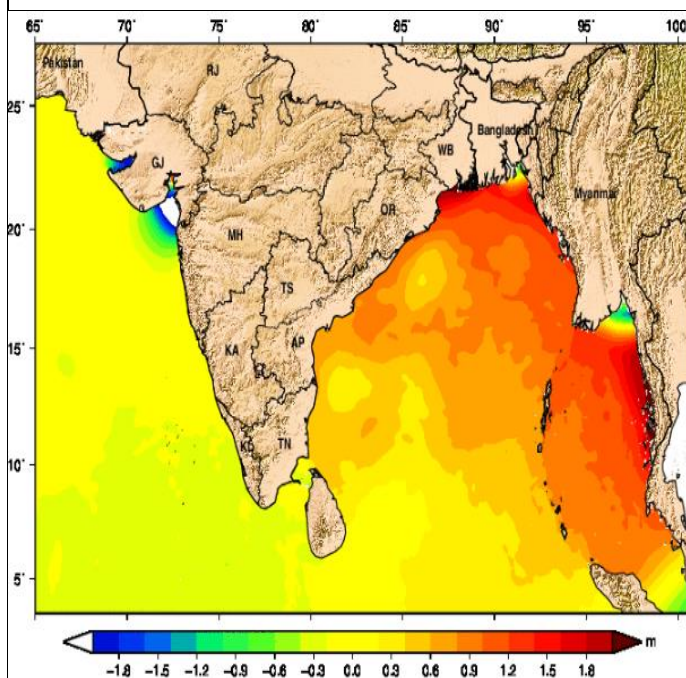 65° 70° 75° 80° 85° 90° 95° 100
Pakistan
RJ
25°
Bangladesh
WB
GJ
Myanmar
OR
20°
MH
TS
15°
KA
AP
10°
TN
5°
m
-1.8 -1.5 -1.2 -0.9 -0.6 -0.3 0.0 0.3 0.6 0.9 1.2 1.5 1.8